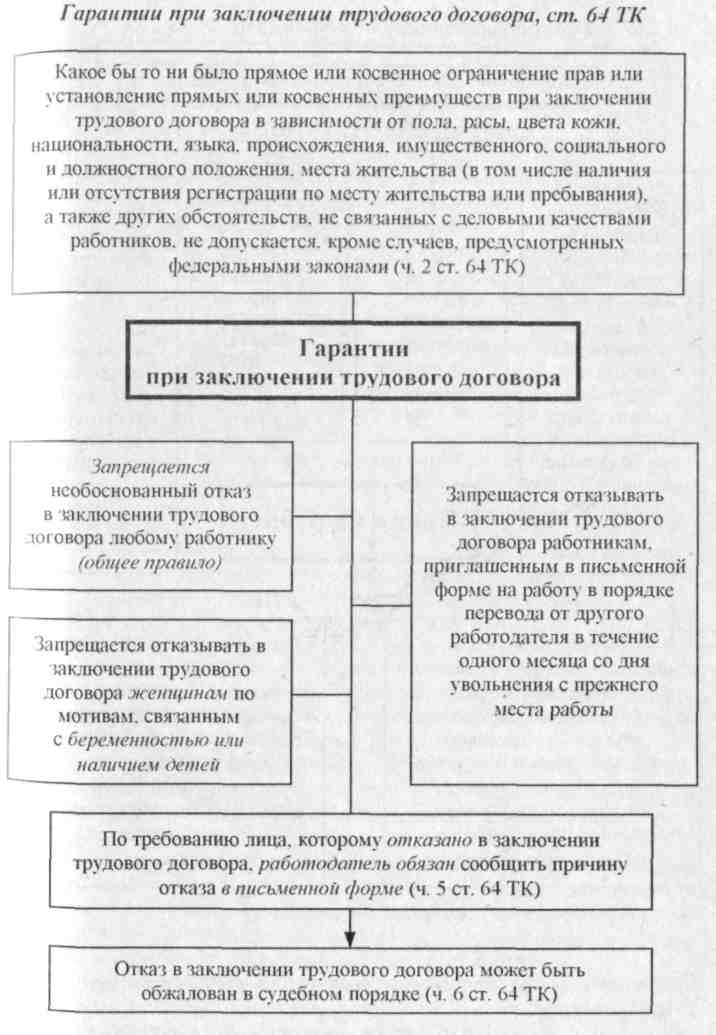 Гарантии при заключении трудового договора, ст. 64 ТК
Какое бы то ни было прямое или косвенное ограничение прав или
установление прямых или косвенных преимуществ при заключении
трудового договора в зависимости от пола, расы, цвета кожи,
национальности, языка, происхождения, имущественного, социального
и должностного положения, места жительства (в том числе наличия
или отсутствия регистрации по месту жительства или пребывания),
а также других обстоятельств, не связанных с деловыми качествами
работников, не допускается, кроме случаев, предусмотренных
федеральными законами (ч. 2 ст. 64 ТК)
Гарантии
при заключении трудового договора
Запрещается
необоснованный отказ
в заключении трудового
договора любому работнику
(общее правило)
Запрещается отказывать в
заключении трудового
договора женщинам по
мотивам, связанным
с беременностью или
наличием детей
Запрещается отказывать
в заключении трудового
договора работникам,
приглашенным в письменной
форме на работу в порядке
перевода от другого
работодателя в течение
одного месяца со дня
увольнения с прежнего
места работы
По требованию лица, которому отказано в заключении
трудового договора, работодатель обязан сообщить причину
отказа в письменной форме (ч. 5 ст. 64 ТК)
Отказ в заключении трудового договора может быть
обжалован в судебном порядке (ч. 6 ст. 64 ТК)